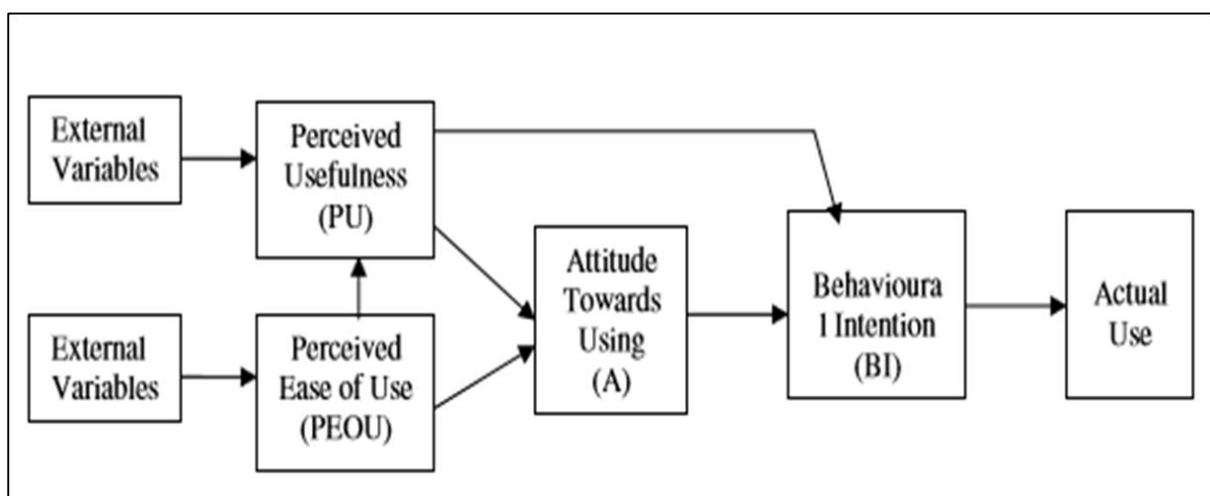 External
Variables
Perceived
Usefulness
(PU)
External
Variables
Perceived
Ease of Use
(PEOU)
Attitude
Towards
Using
(A)
Behavioura
l Intention
(BI)
Actual
Use